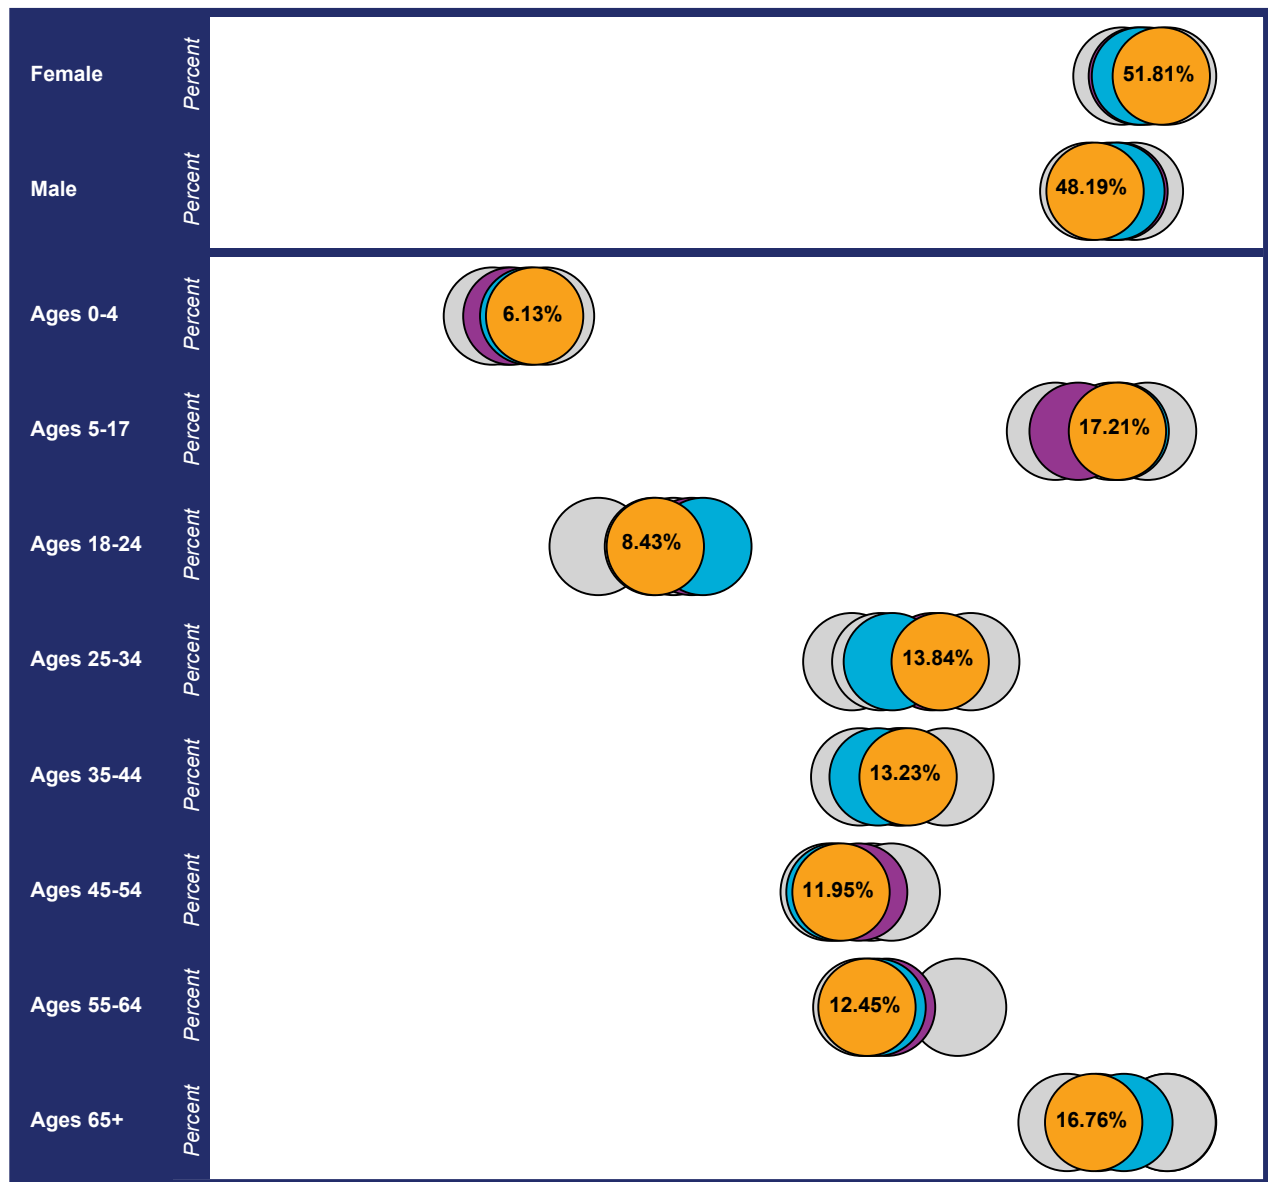 Female Percent 51.81%
Male Percent 48.19%
Ages 0-4 Percent 6.13%
Ages 5-17 Percent 17.21%
Ages 18-24 Percent 8.43%
Ages 25-34 Percent 13.84%
Ages 35-44 Percent 13.23%
Ages 45-54 Percent 11.95%
Ages 55-64 Percent 12.45%
Ages 65+ Percent 16.76%